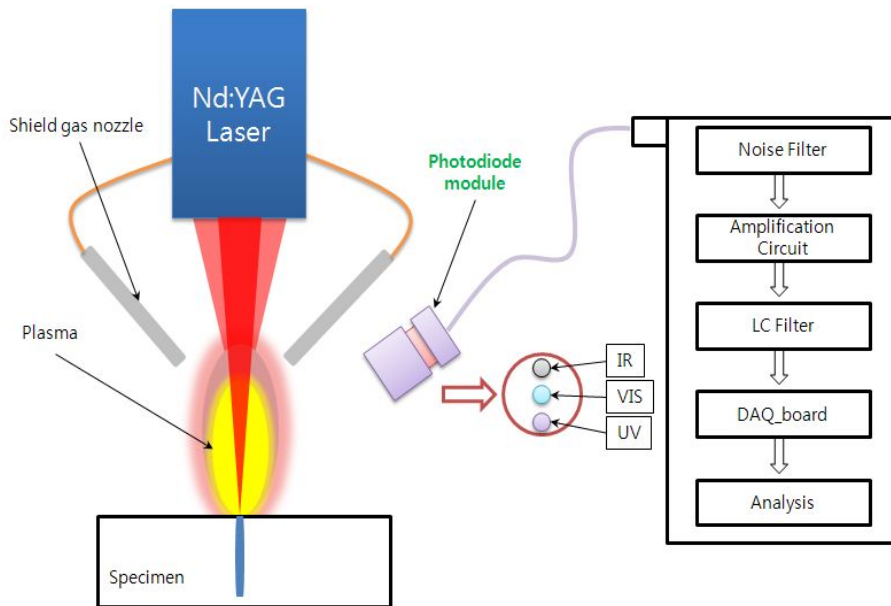 Nd:YAG
Laser
Shield gas nozzle
Photodiode
module
Plasma
Specimen
IR
VIS
UV
Noise Filter
Amplification
Circuit
LC Filter
DAQ_board
Analysis